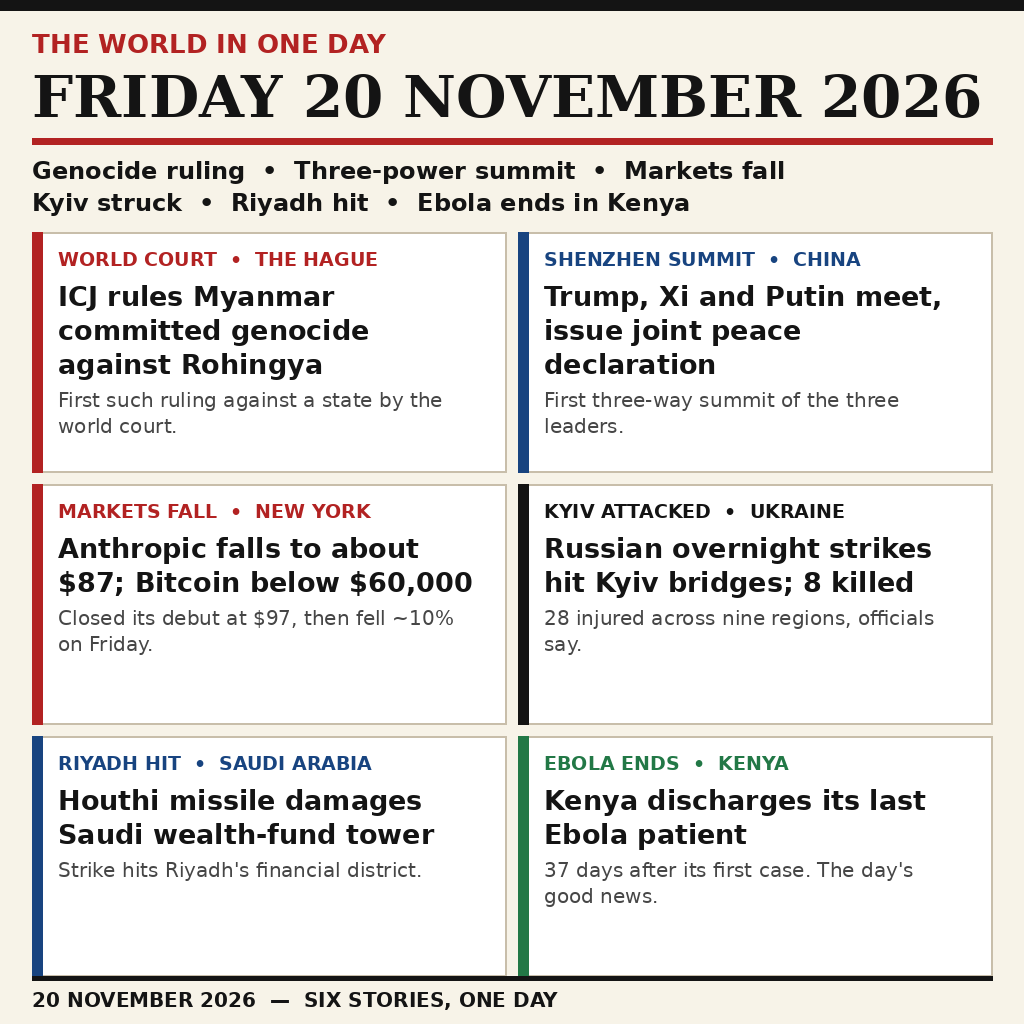 THE WORLD IN ONE DAY
FRIDAY 20 NOVEMBER 2026
Genocide ruling • Three-power summit • Markets fall
Kyiv struck • Riyadh hit • Ebola ends in Kenya
WORLD COURT • THE HAGUE
ICJ rules Myanmar
committed genocide
against Rohingya
First such ruling against a state by the
world court.
SHENZHEN SUMMIT • CHINA
Trump, Xi and Putin meet,
issue joint peace
declaration
First three-way summit of the three
leaders.
MARKETS FALL • NEW YORK
Anthropic falls to about
$87; Bitcoin below $60,000
Closed its debut at $97, then fell ~10%
on Friday.
KYIV ATTACKED • UKRAINE
Russian overnight strikes
hit Kyiv bridges; 8 killed
28 injured across nine regions, officials
say.
RIYADH HIT • SAUDI ARABIA
Houthi missile damages
Saudi wealth-fund tower
Strike hits Riyadh's financial district.
EBOLA ENDS • KENYA
Kenya discharges its last
Ebola patient
37 days after its first case. The day's
good news.
20 NOVEMBER 2026 — SIX STORIES, ONE DAY